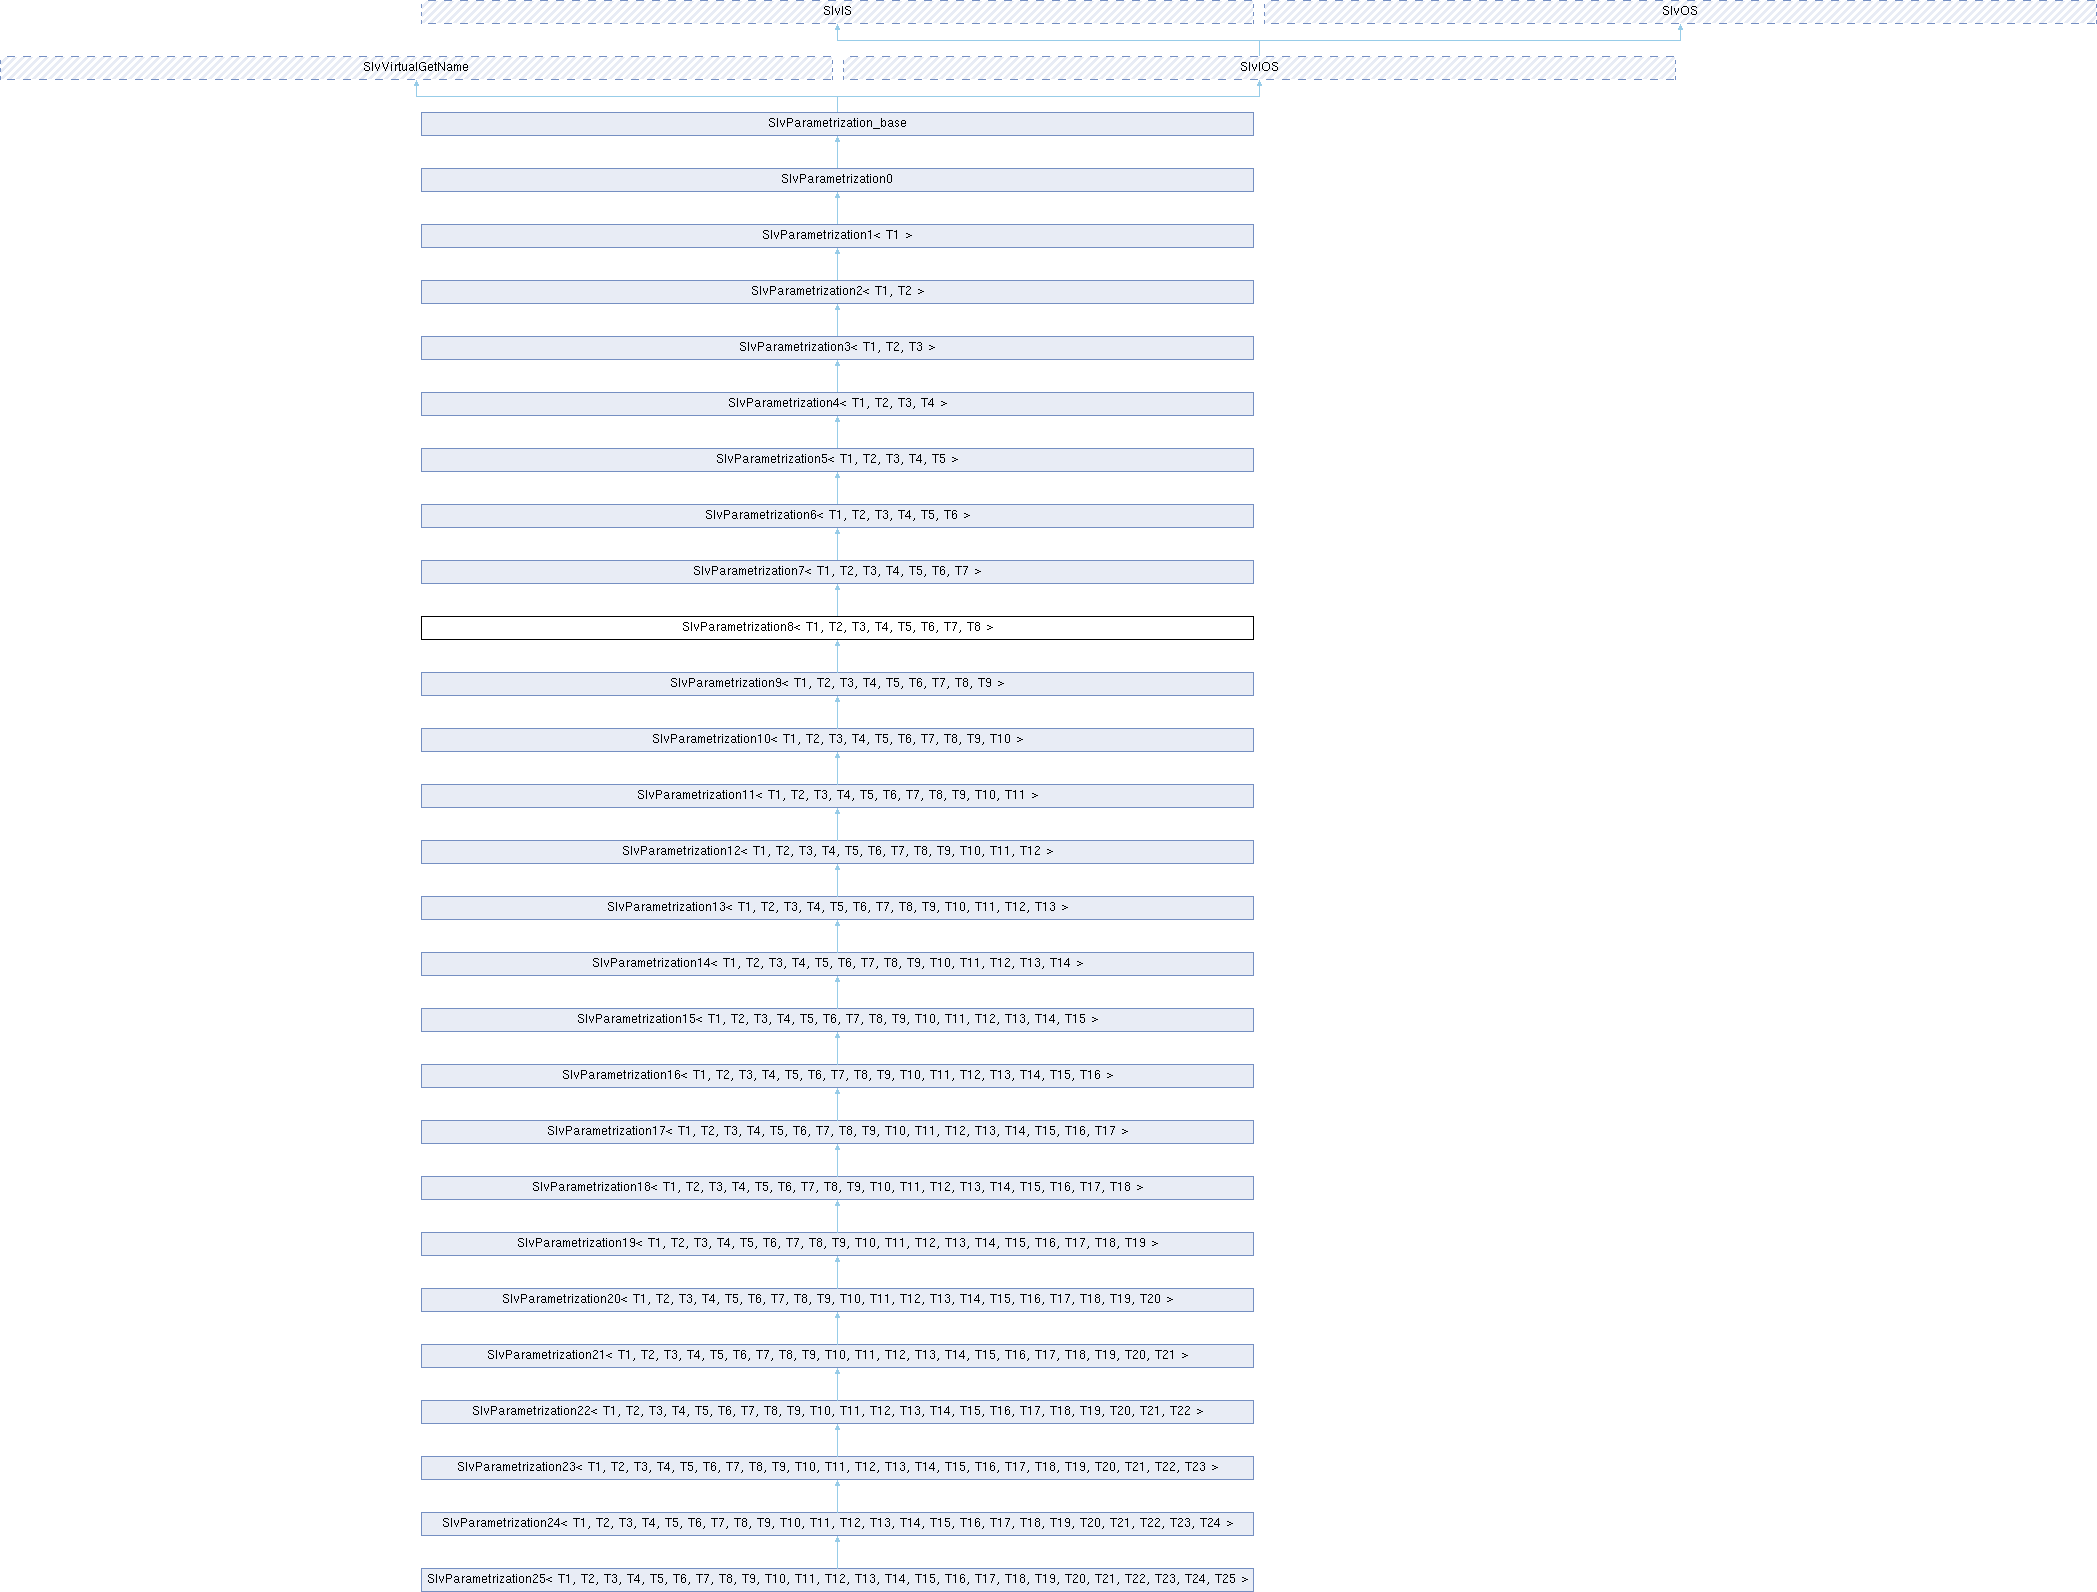 SlvIS SlvOS
SlvVirtualGetName SlvIOS
SlvParametrization_base
SlvParametrization0
SlvParametrization1< T1 >
SlvParametrization2< T1, T2 >
SlvParametrization3< T1, T2, T3 >
SlvParametrization4< T1, T2, T3, T4 >
SlvParametrization5< T1, T2, T3, T4, T5 >
SlvParametrization6< T1, T2, T3, T4, T5, T6 >
SlvParametrization7< T1, T2, T3, T4, T5, T6, T7 >
SlvParametrization8< T1, T2, T3, T4, T5, T6, T7, T8 >
SlvParametrization9< T1, T2, T3, T4, T5, T6, T7, T8, T9 >
SlvParametrization10< T1, T2, T3, T4, T5, T6, T7, T8, T9, T10 >
SlvParametrization11< T1, T2, T3, T4, T5, T6, T7, T8, T9, T10, T11 >
SlvParametrization12< T1, T2, T3, T4, T5, T6, T7, T8, T9, T10, T11, T12 >
SlvParametrization13< T1, T2, T3, T4, T5, T6, T7, T8, T9, T10, T11, T12, T13 >
SlvParametrization14< T1, T2, T3, T4, T5, T6, T7, T8, T9, T10, T11, T12, T13, T14 >
SlvParametrization15< T1, T2, T3, T4, T5, T6, T7, T8, T9, T10, T11, T12, T13, T14, T15 >
SlvParametrization16< T1, T2, T3, T4, T5, T6, T7, T8, T9, T10, T11, T12, T13, T14, T15, T16 >
SlvParametrization17< T1, T2, T3, T4, T5, T6, T7, T8, T9, T10, T11, T12, T13, T14, T15, T16, T17 >
SlvParametrization18< T1, T2, T3, T4, T5, T6, T7, T8, T9, T10, T11, T12, T13, T14, T15, T16, T17, T18 >
SlvParametrization19< T1, T2, T3, T4, T5, T6, T7, T8, T9, T10, T11, T12, T13, T14, T15, T16, T17, T18, T19 >
SlvParametrization20< T1, T2, T3, T4, T5, T6, T7, T8, T9, T10, T11, T12, T13, T14, T15, T16, T17, T18, T19, T20 >
SlvParametrization21< T1, T2, T3, T4, T5, T6, T7, T8, T9, T10, T11, T12, T13, T14, T15, T16, T17, T18, T19, T20, T21 >
SlvParametrization22< T1, T2, T3, T4, T5, T6, T7, T8, T9, T10, T11, T12, T13, T14, T15, T16, T17, T18, T19, T20, T21, T22 >
SlvParametrization23< T1, T2, T3, T4, T5, T6, T7, T8, T9, T10, T11, T12, T13, T14, T15, T16, T17, T18, T19, T20, T21, T22, T23 >
SlvParametrization24< T1, T2, T3, T4, T5, T6, T7, T8, T9, T10, T11, T12, T13, T14, T15, T16, T17, T18, T19, T20, T21, T22, T23, T24 >
SlvParametrization25< T1, T2, T3, T4, T5, T6, T7, T8, T9, T10, T11, T12, T13, T14, T15, T16, T17, T18, T19, T20, T21, T22, T23, T24, T25 >